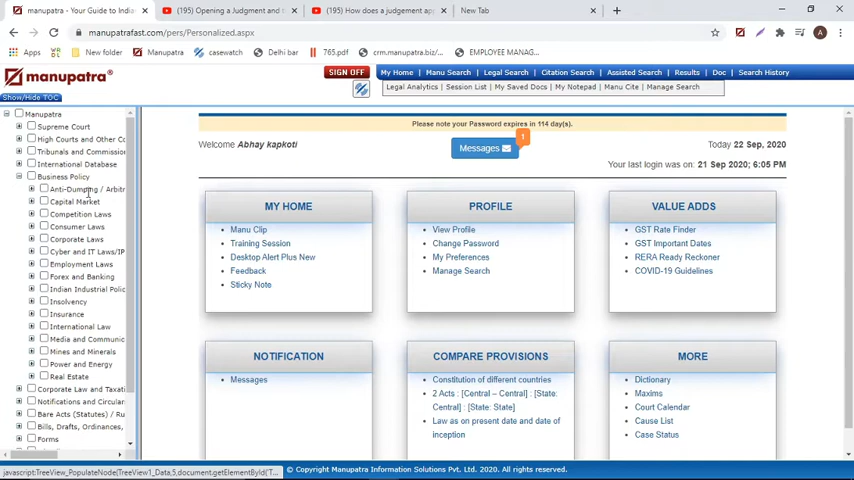 manupatra - Your Guide to India
(195) Opening a Judgment and t
(195) How does a judgement ap
New Tab
manupatrafast.com/pers/Personalized.aspx
Apps
New folder
Manupatra
casewatch
Delhi bar
765.pdf
crm.manupatra.biz/...
EMPLOYEE MANAG...
manupatra®
SIGN OFF
My Home | Manu Search | Legal Search | Citation Search | Assisted Search | Results | Doc | Search History
Legal Analytics | Session List | My Saved Docs | My Notepad | Manu Cite | Manage Search
Show/Hide TOC
Manupatra
Supreme Court
High Courts and Other Co
Tribunals and Commission
International Database
Business Policy
Anti-Dumping / Arbitr
Capital Market
Competition Laws
Consumer Laws
Corporate Laws
Cyber and IT Laws/IP
Employment Laws
Forex and Banking
Indian Industrial Polic
Insolvency
Insurance
International Law
Media and Communic
Mines and Minerals
Power and Energy
Real Estate
Corporate Law and Taxati
Notifications and Circulars
Bare Acts (Statutes) / Ru
Bills, Drafts, Ordinances,
Forms
Please note your Password expires in 114 day(s).
Welcome Abhay kapkoti
Messages
1
Today 22 Sep, 2020
Your last login was on: 21 Sep 2020; 6:05 PM
MY HOME
Manu Clip
Training Session
Desktop Alert Plus New
Feedback
Sticky Note
PROFILE
View Profile
Change Password
My Preferences
Manage Search
VALUE ADDS
GST Rate Finder
GST Important Dates
RERA Ready Reckoner
COVID-19 Guidelines
NOTIFICATION
Messages
COMPARE PROVISIONS
Constitution of different countries
2 Acts : [Central – Central] : [State:
Central] : [State: State]
Law as on present date and date of
inception
MORE
Dictionary
Maxims
Court Calendar
Cause List
Case Status
javascript:TreeView_PopulateNode(TreeView1_Data,5,document.getElementById('T...
© Copyright Manupatra Information Solutions Pvt. Ltd. 2020. All rights reserved.